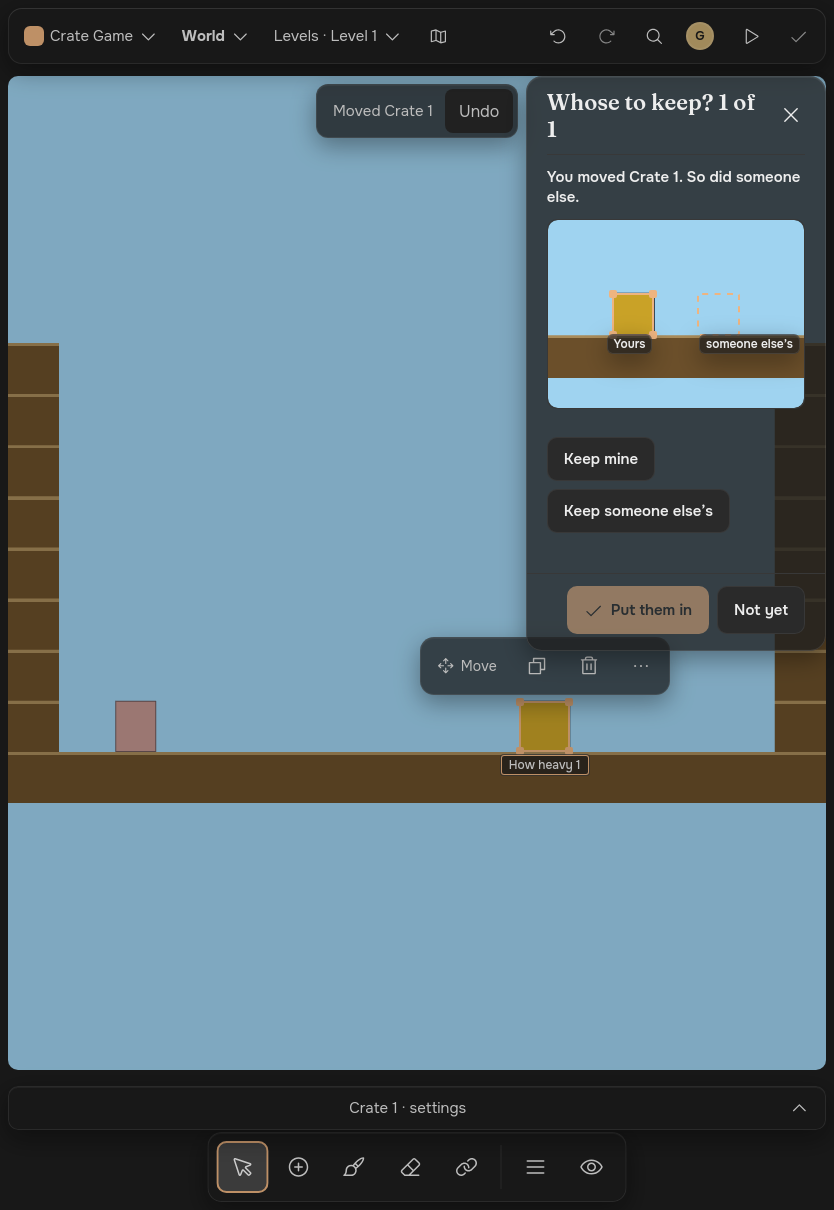 Crate Game
World
Levels · Level 1
G
Moved Crate 1
Undo
Whose to keep? 1 of
1
You moved Crate 1. So did someone
else.
Yours
someone else’s
Keep mine
Keep someone else’s
Put them in
Not yet
Move
How heavy 1
Crate 1 · settings